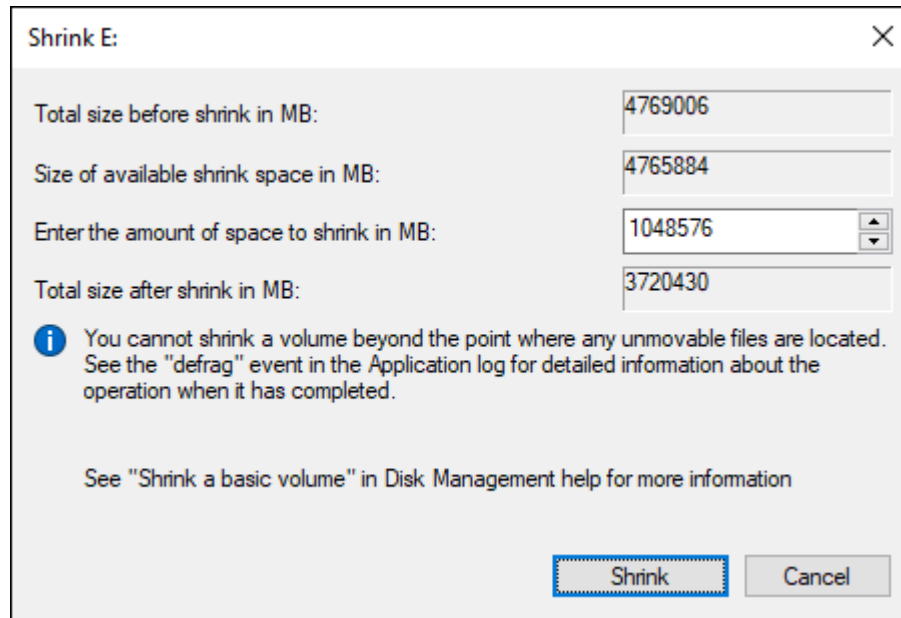 Shrink E:
Total size before shrink in MB: 4769006
Size of available shrink space in MB: 4765884
Enter the amount of space to shrink in MB: 1048576
Total size after shrink in MB: 3720430
You cannot shrink a volume beyond the point where any unmovable files are located.
See the "defrag" event in the Application log for detailed information about the
operation when it has completed.
See "Shrink a basic volume" in Disk Management help for more information
Shrink Cancel